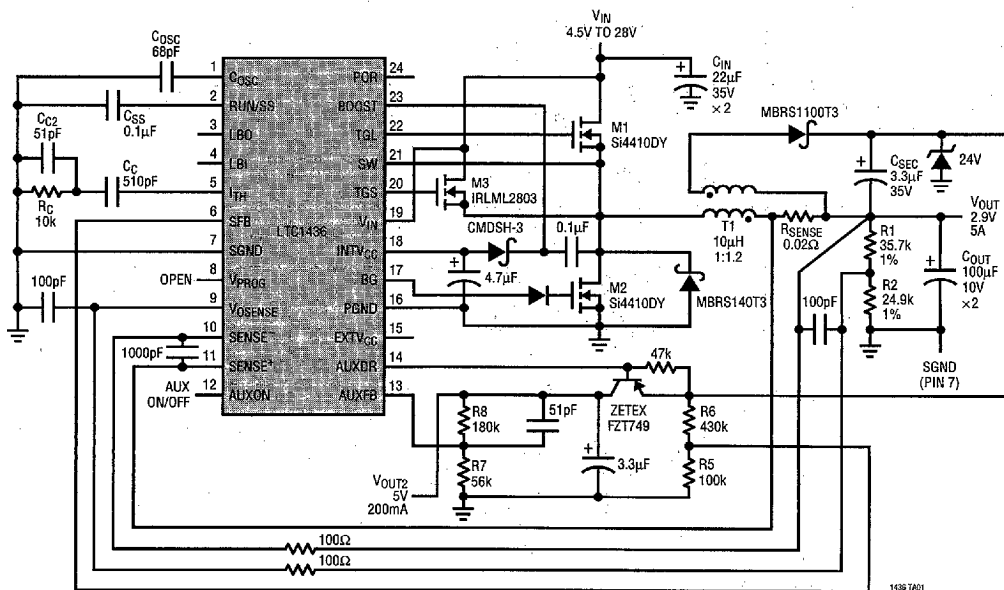 VIN
4.5V TO 28V
COSC
68pF
CIN
22µF
35V
× 2
1
COSC
POR
24
2
RUN/SS
BOOST
23
CSS
0.1µF
3
LBO
TGL
22
M1
Si4410DY
MBRS1100T3
CC2
51pF
4
LBI
SW
21
CSEC
3.3µF
35V
24V
CC
510pF
5
ITH
TGS
20
M3
IRLML2803
RC
10k
6
SFB
VIN
19
LTC1436
VOUT
2.9V
5A
T1
10µH
1:1.2
RSENSE
0.02Ω
7
SGND
INTVCC
18
CMDSH-3
0.1µF
R1
35.7k
1%
COUT
100µF
10V
×2
OPEN
8
VPROG
BG
17
4.7µF
M2
Si4410DY
MBRS140T3
R2
24.9k
1%
100pF
9
VOSENSE
PGND
16
100pF
10
SENSE−
EXTVCC
15
1000pF
11
SENSE+
AUXDR
14
47k
SGND
(PIN 7)
AUX
ON/OFF
12
AUXON
AUXFB
13
R8
180k
51pF
ZETEX
FZT749
R6
430k
R7
56k
3.3µF
R5
100k
VOUT2
5V
200mA
100Ω
100Ω
1436 TA01